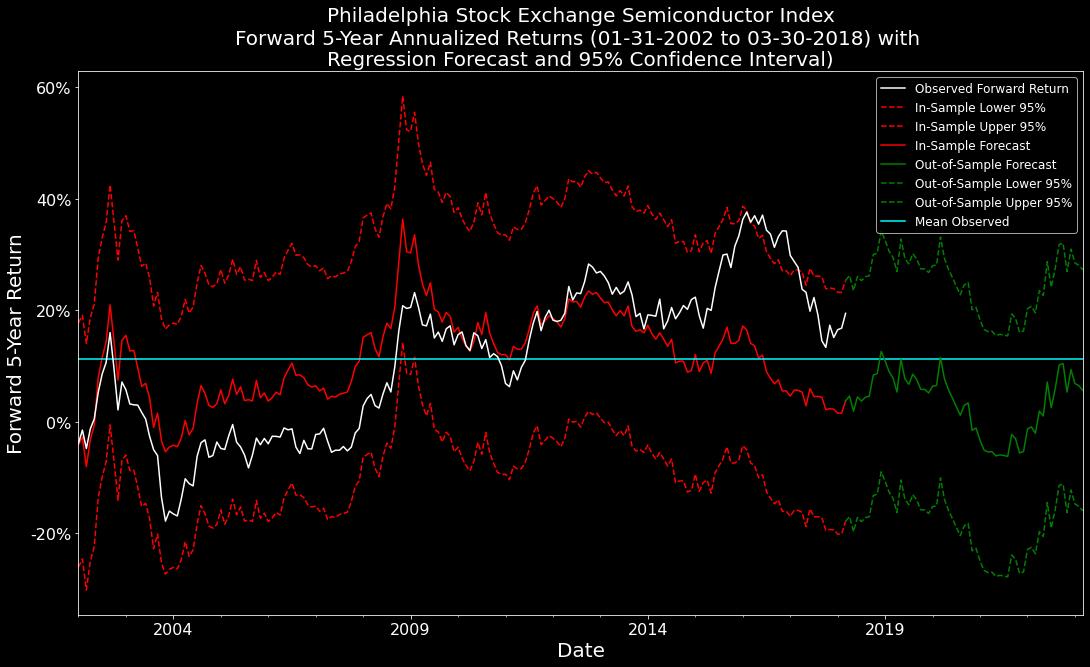 Philadelphia Stock Exchange Semiconductor Index
Forward 5-Year Annualized Returns (01-31-2002 to 03-30-2018) with
Regression Forecast and 95% Confidence Interval)
Observed Forward Return
In-Sample Lower 95%
In-Sample Upper 95%
In-Sample Forecast
Out-of-Sample Forecast
Out-of-Sample Lower 95%
Out-of-Sample Upper 95%
Mean Observed
Forward 5-Year Return
60%
40%
20%
0%
-20%
2004
2009
2014
2019
Date